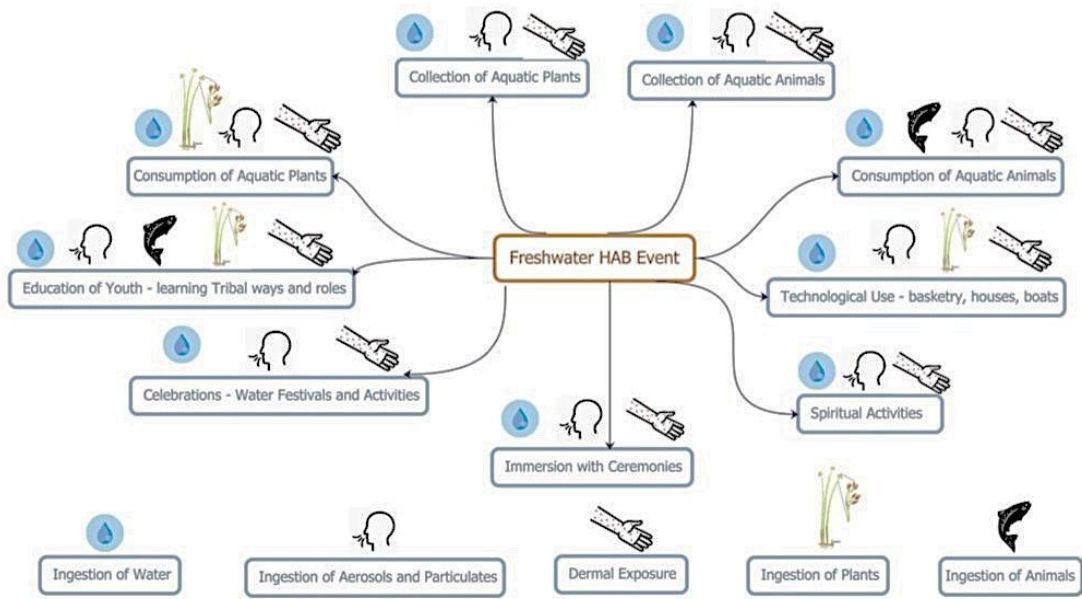 Collection of Aquatic Plants
Collection of Aquatic Animals
Consumption of Aquatic Plants
Consumption of Aquatic Animals
Freshwater HAB Event
Education of Youth - learning Tribal ways and roles
Technological Use - basketry, houses, boats
Celebrations - Water Festivals and Activities
Spiritual Activities
Immersion with Ceremonies
Ingestion of Water
Ingestion of Aerosols and Particulates
Dermal Exposure
Ingestion of Plants
Ingestion of Animals